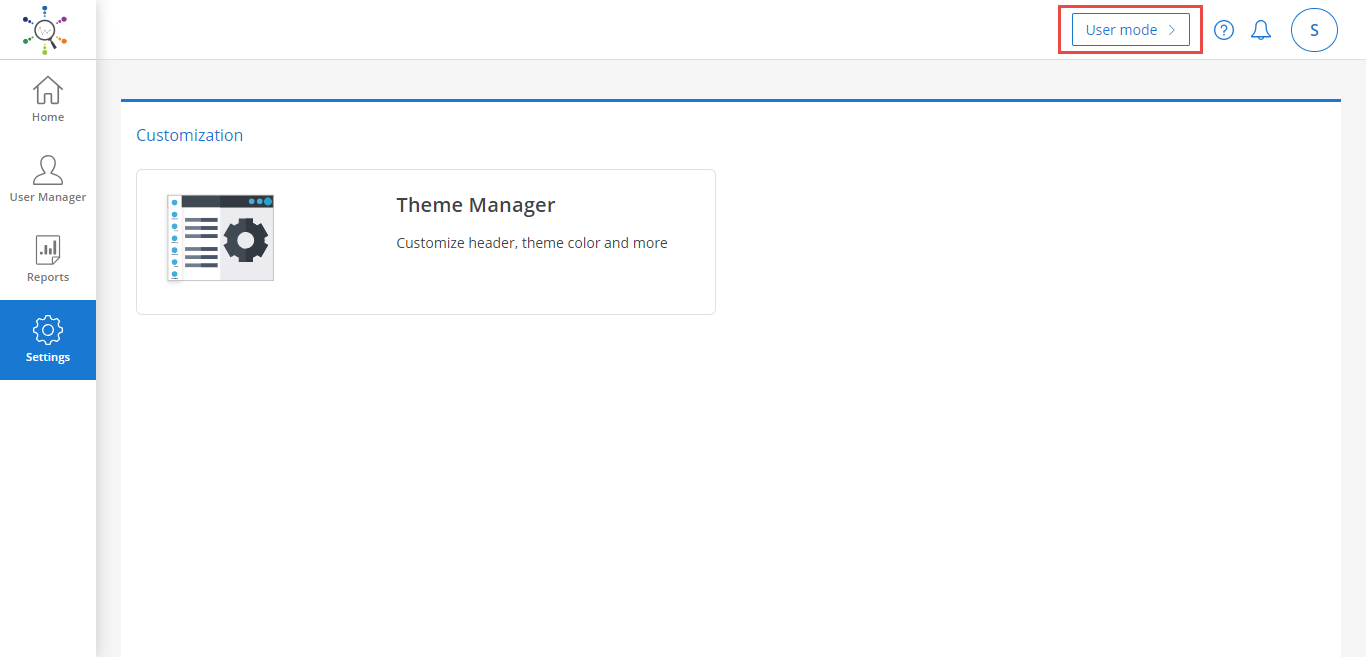 User mode
?
S
Home
User Manager
Reports
Settings
Customization
Theme Manager
Customize header, theme color and more